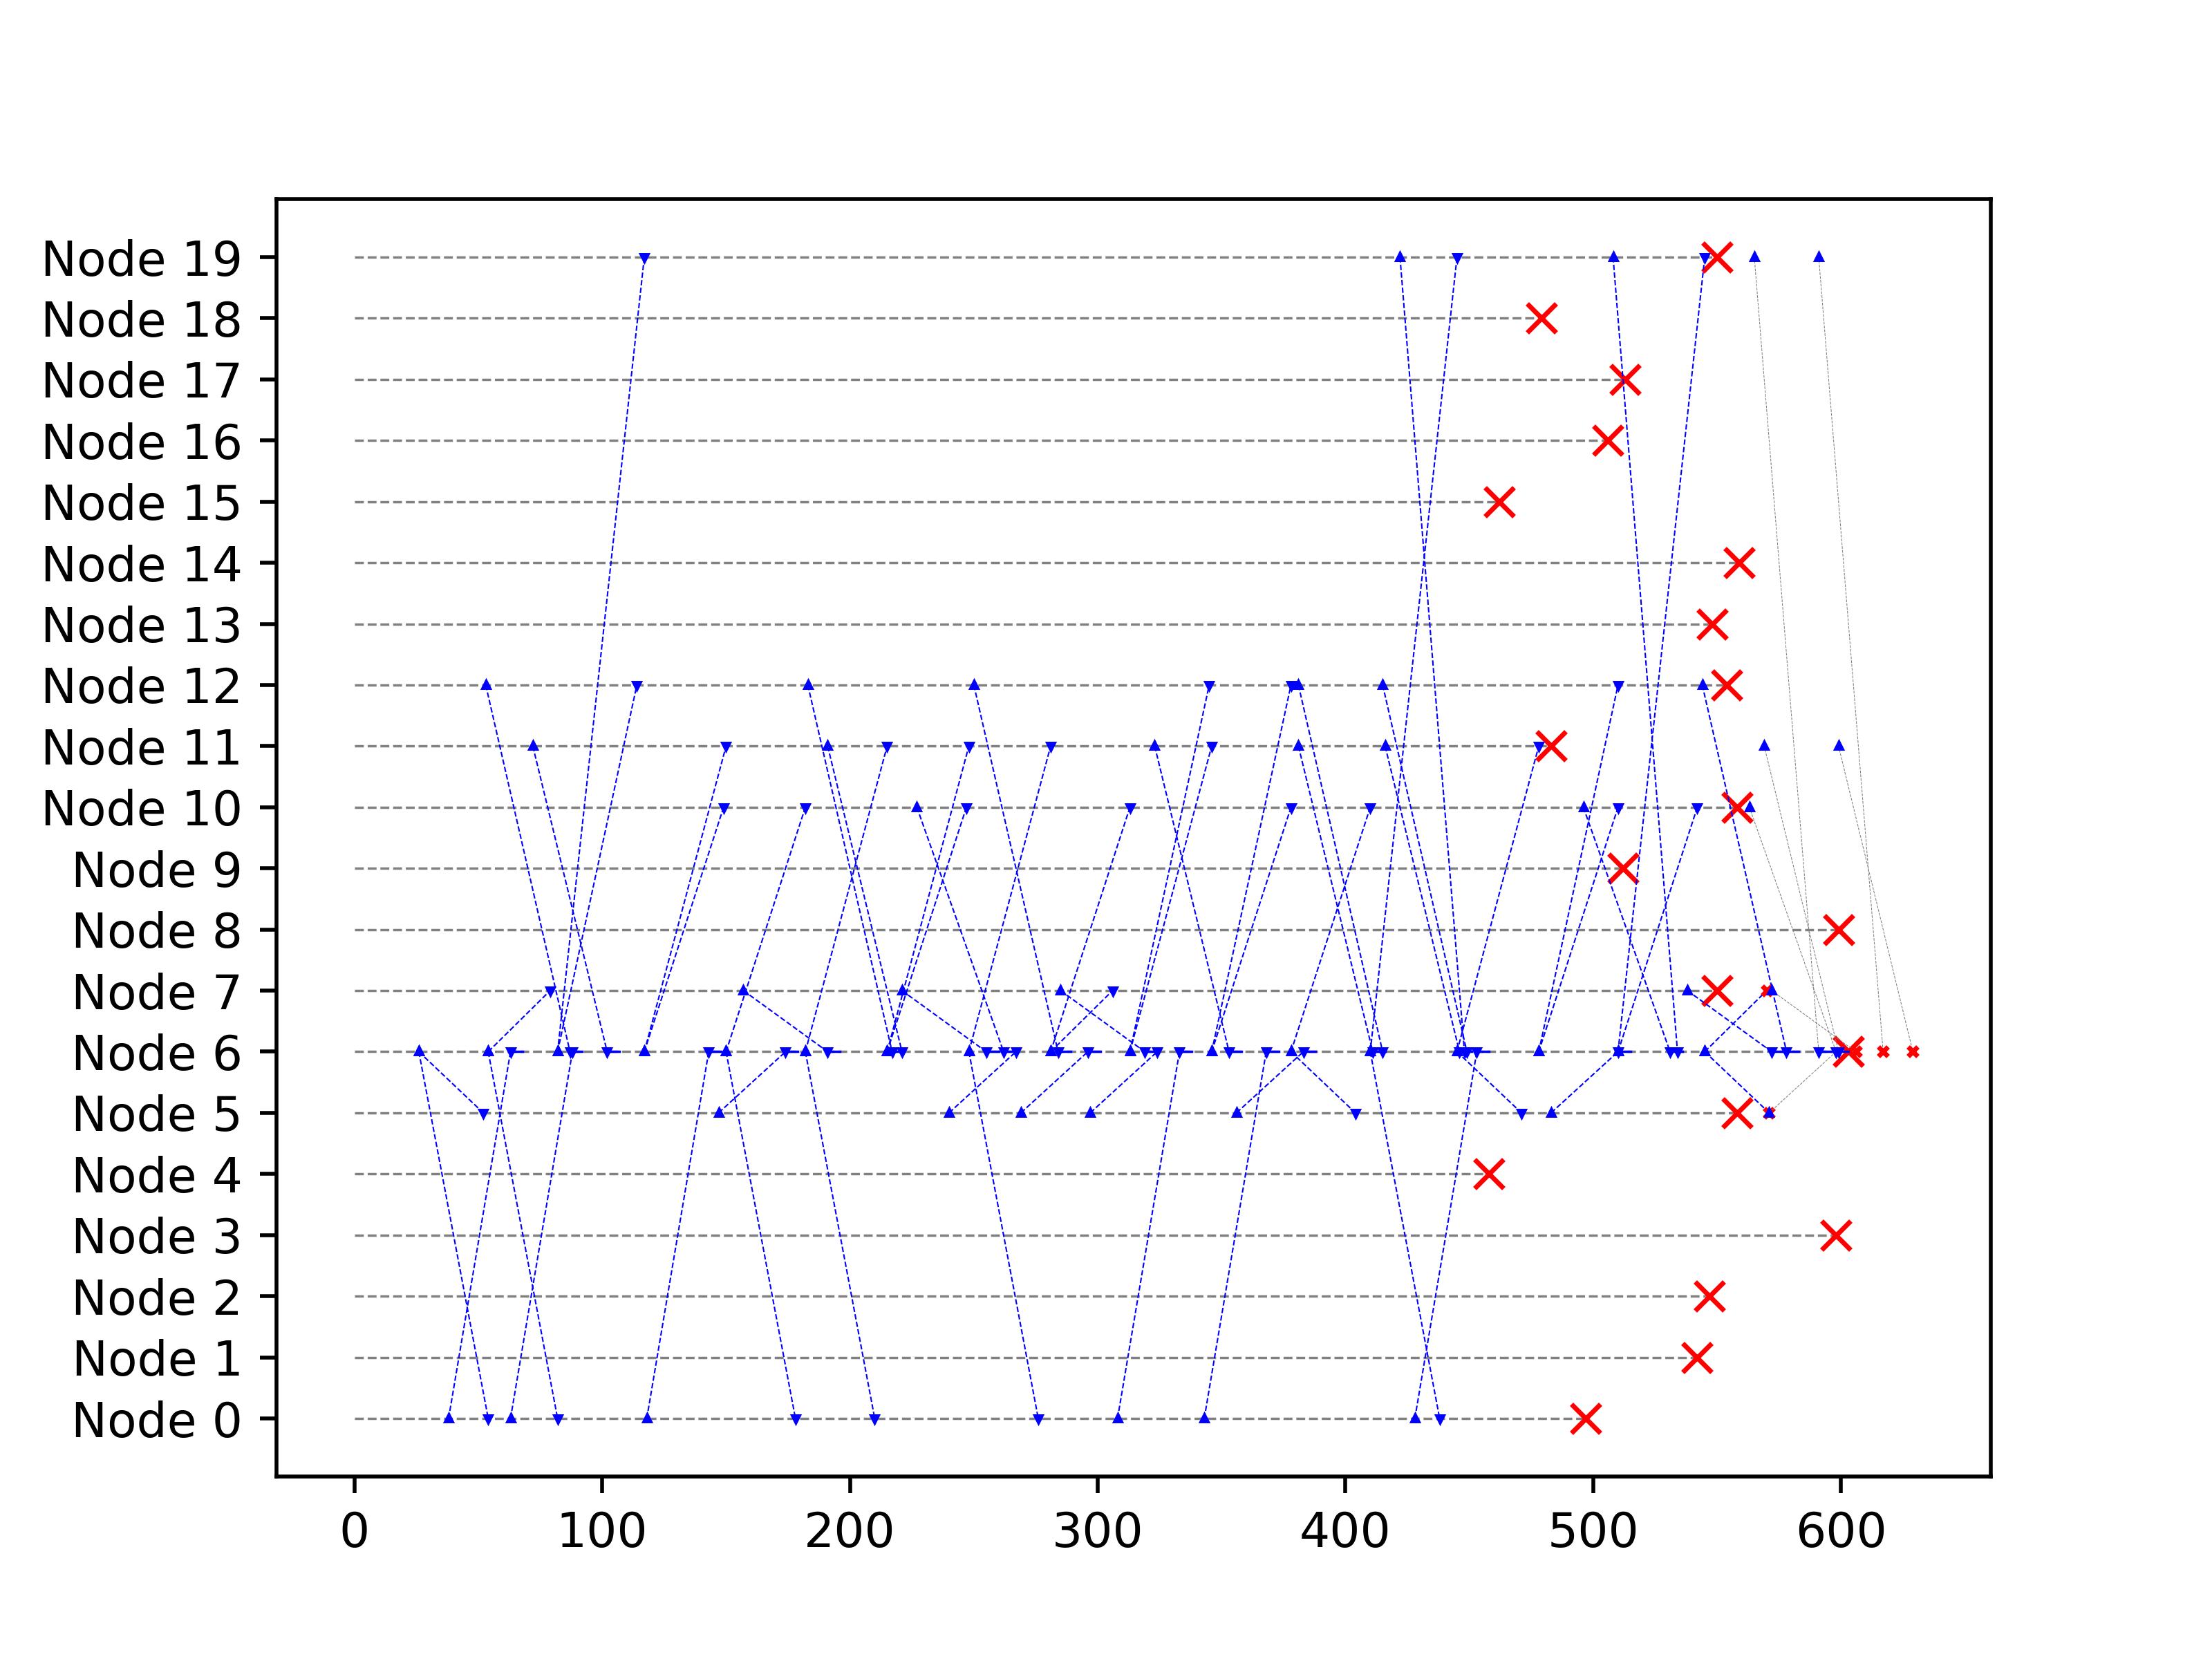 Node 19
Node 18
Node 17
Node 16
Node 15
Node 14
Node 13
Node 12
Node 11
Node 10
Node 9
Node 8
Node 7
Node 6
Node 5
Node 4
Node 3
Node 2
Node 1
Node 0
0 100 200 300 400 500 600